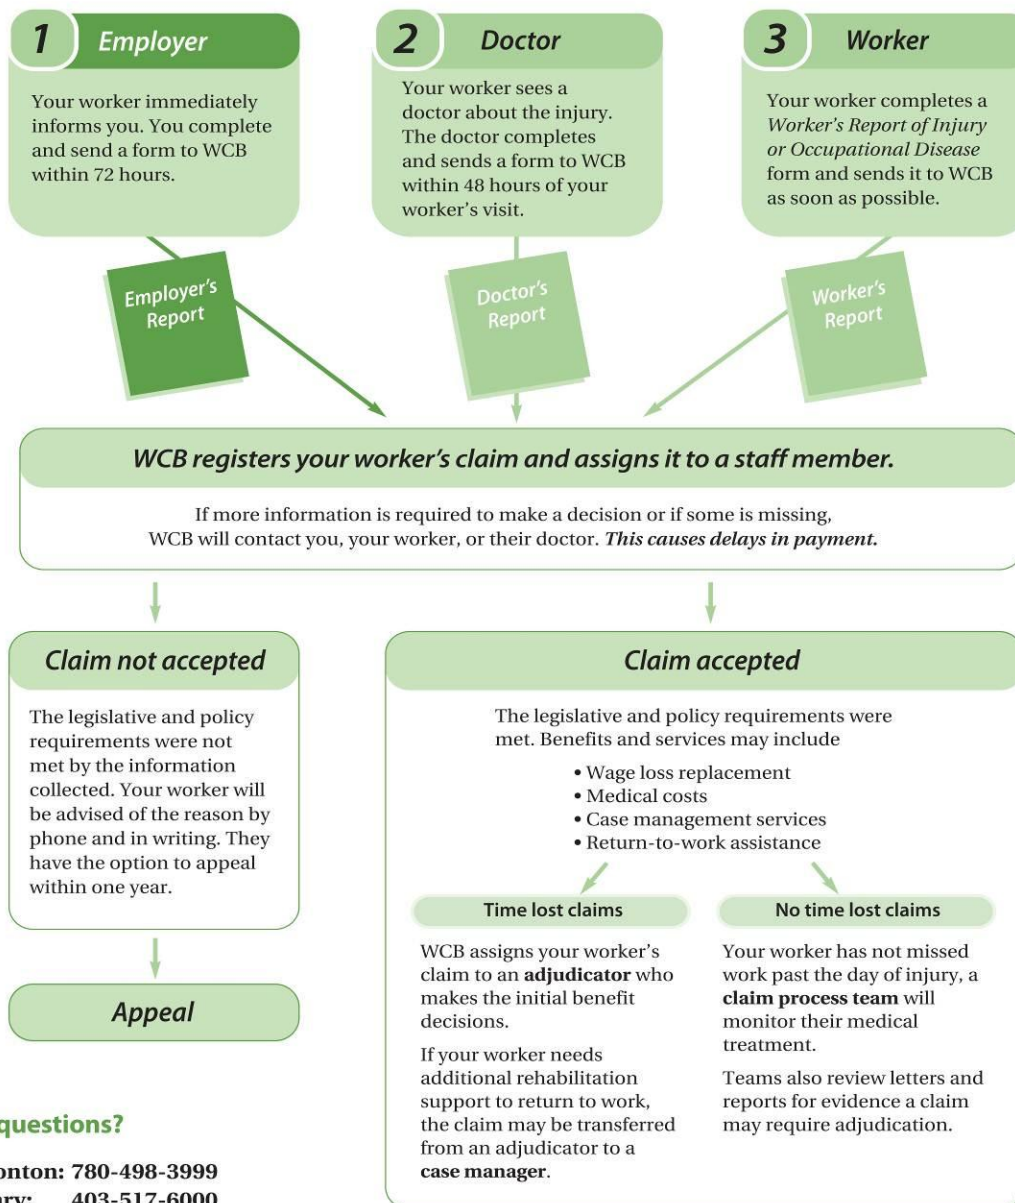 1 Employer
Your worker immediately
informs you. You complete
and send a form to WCB
within 72 hours.
2 Doctor
Your worker sees a
doctor about the injury.
The doctor completes
and sends a form to WCB
within 48 hours of your
worker's visit.
3 Worker
Your worker completes a
Worker's Report of Injury
or Occupational Disease
form and sends it to WCB
as soon as possible.
Employer's
Report
Doctor's
Report
Worker's
Report
WCB registers your worker's claim and assigns it to a staff member.
If more information is required to make a decision or if some is missing,
WCB will contact you, your worker, or their doctor. This causes delays in payment.
Claim not accepted
The legislative and policy
requirements were not
met by the information
collected. Your worker will
be advised of the reason by
phone and in writing. They
have the option to appeal
within one year.
Appeal
Claim accepted
The legislative and policy requirements were
met. Benefits and services may include
• Wage loss replacement
• Medical costs
• Case management services
• Return-to-work assistance
Time lost claims
WCB assigns your worker's
claim to an adjudicator who
makes the initial benefit
decisions.
If your worker needs
additional rehabilitation
support to return to work,
the claim may be transferred
from an adjudicator to a
case manager.
No time lost claims
Your worker has not missed
work past the day of injury, a
claim process team will
monitor their medical
treatment.
Teams also review letters and
reports for evidence a claim
may require adjudication.
questions?
onton: 780-498-3999
ary: 403-517-6000